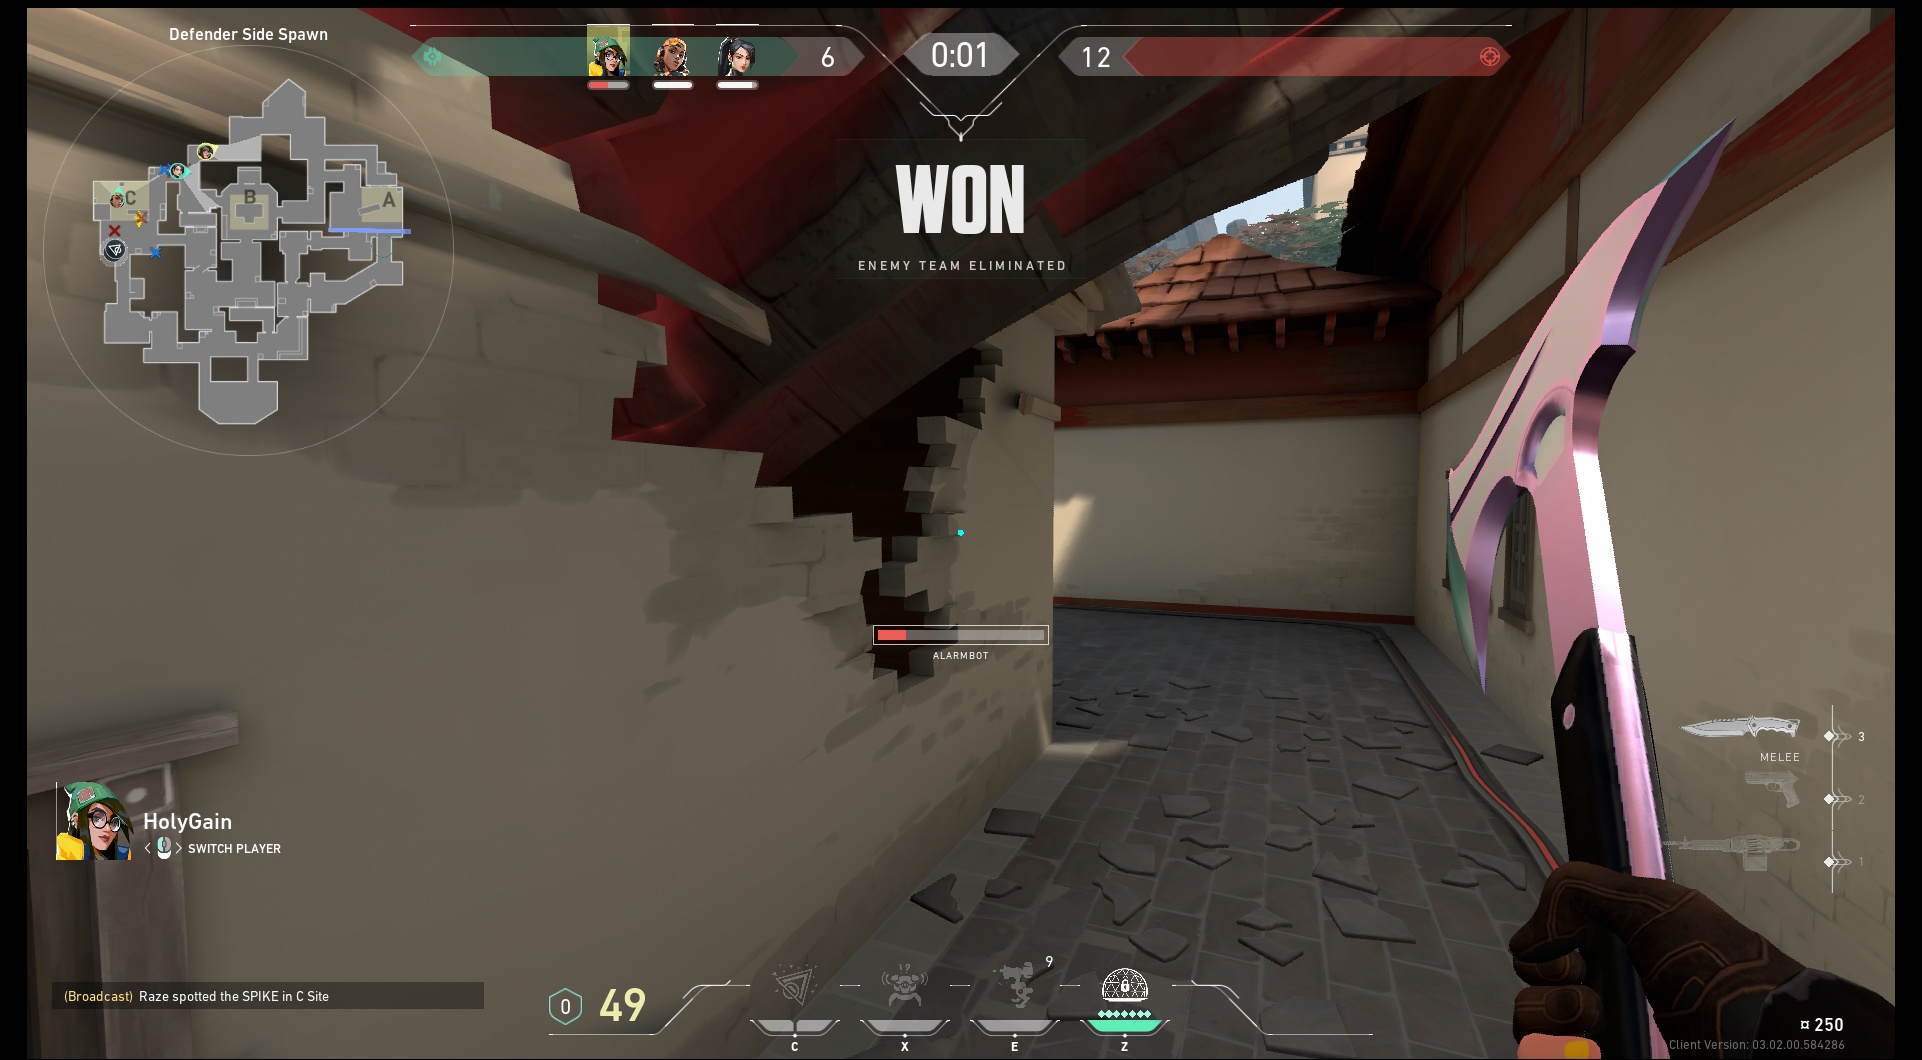 Defender Side Spawn
6
0:01
12
C
B
A
WON
ENEMY TEAM ELIMINATED
ALARMBOT
3
MELEE
2
1
HolyGain
< > SWITCH PLAYER
(Broadcast) Raze spotted the SPIKE in C Site
0
49
9
C
X
E
Z
¤ 250
Client Version: 03.02.00.584286